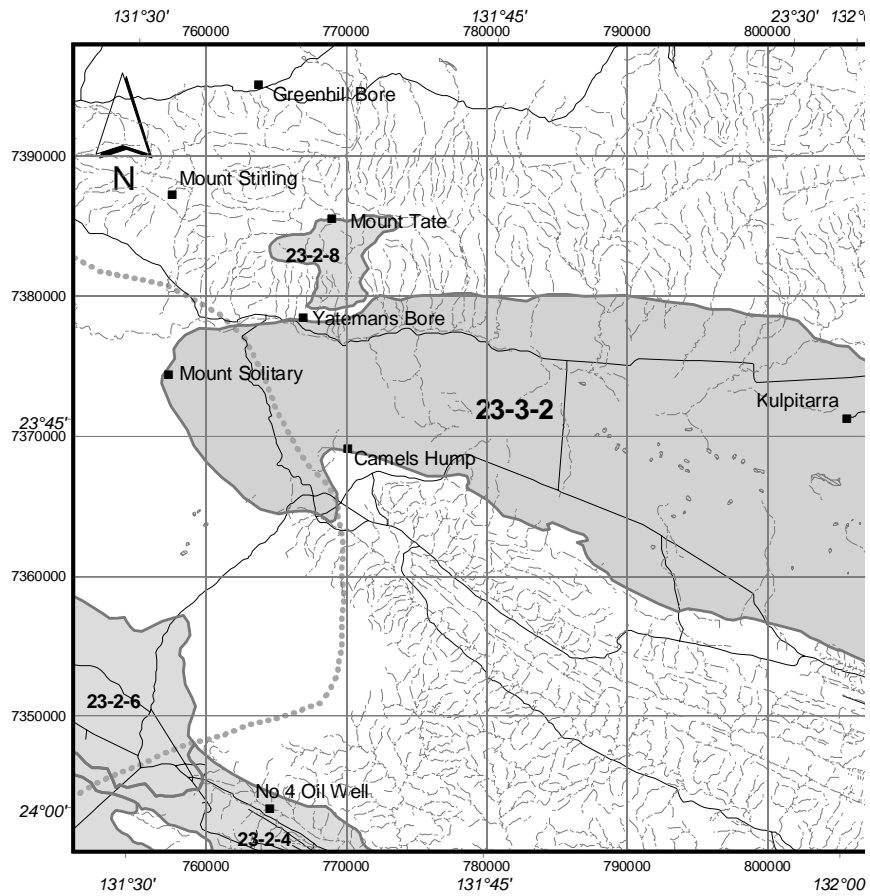 131°30' 131°45' 23°30' 132°0
760000 770000 780000 790000 800000
Greenhill Bore
7390000
N
Mount Stirling
Mount Tate
23-2-8
7380000
Yatemans Bore
Mount Solitary
Kulpitarra
23-3-2
23°45'
7370000
Camels Hump
7360000
23-2-6
7350000
No 4 Oil Well
24°00'
23-2-4
760000 770000 780000 790000 800000
131°30' 131°45' 132°00